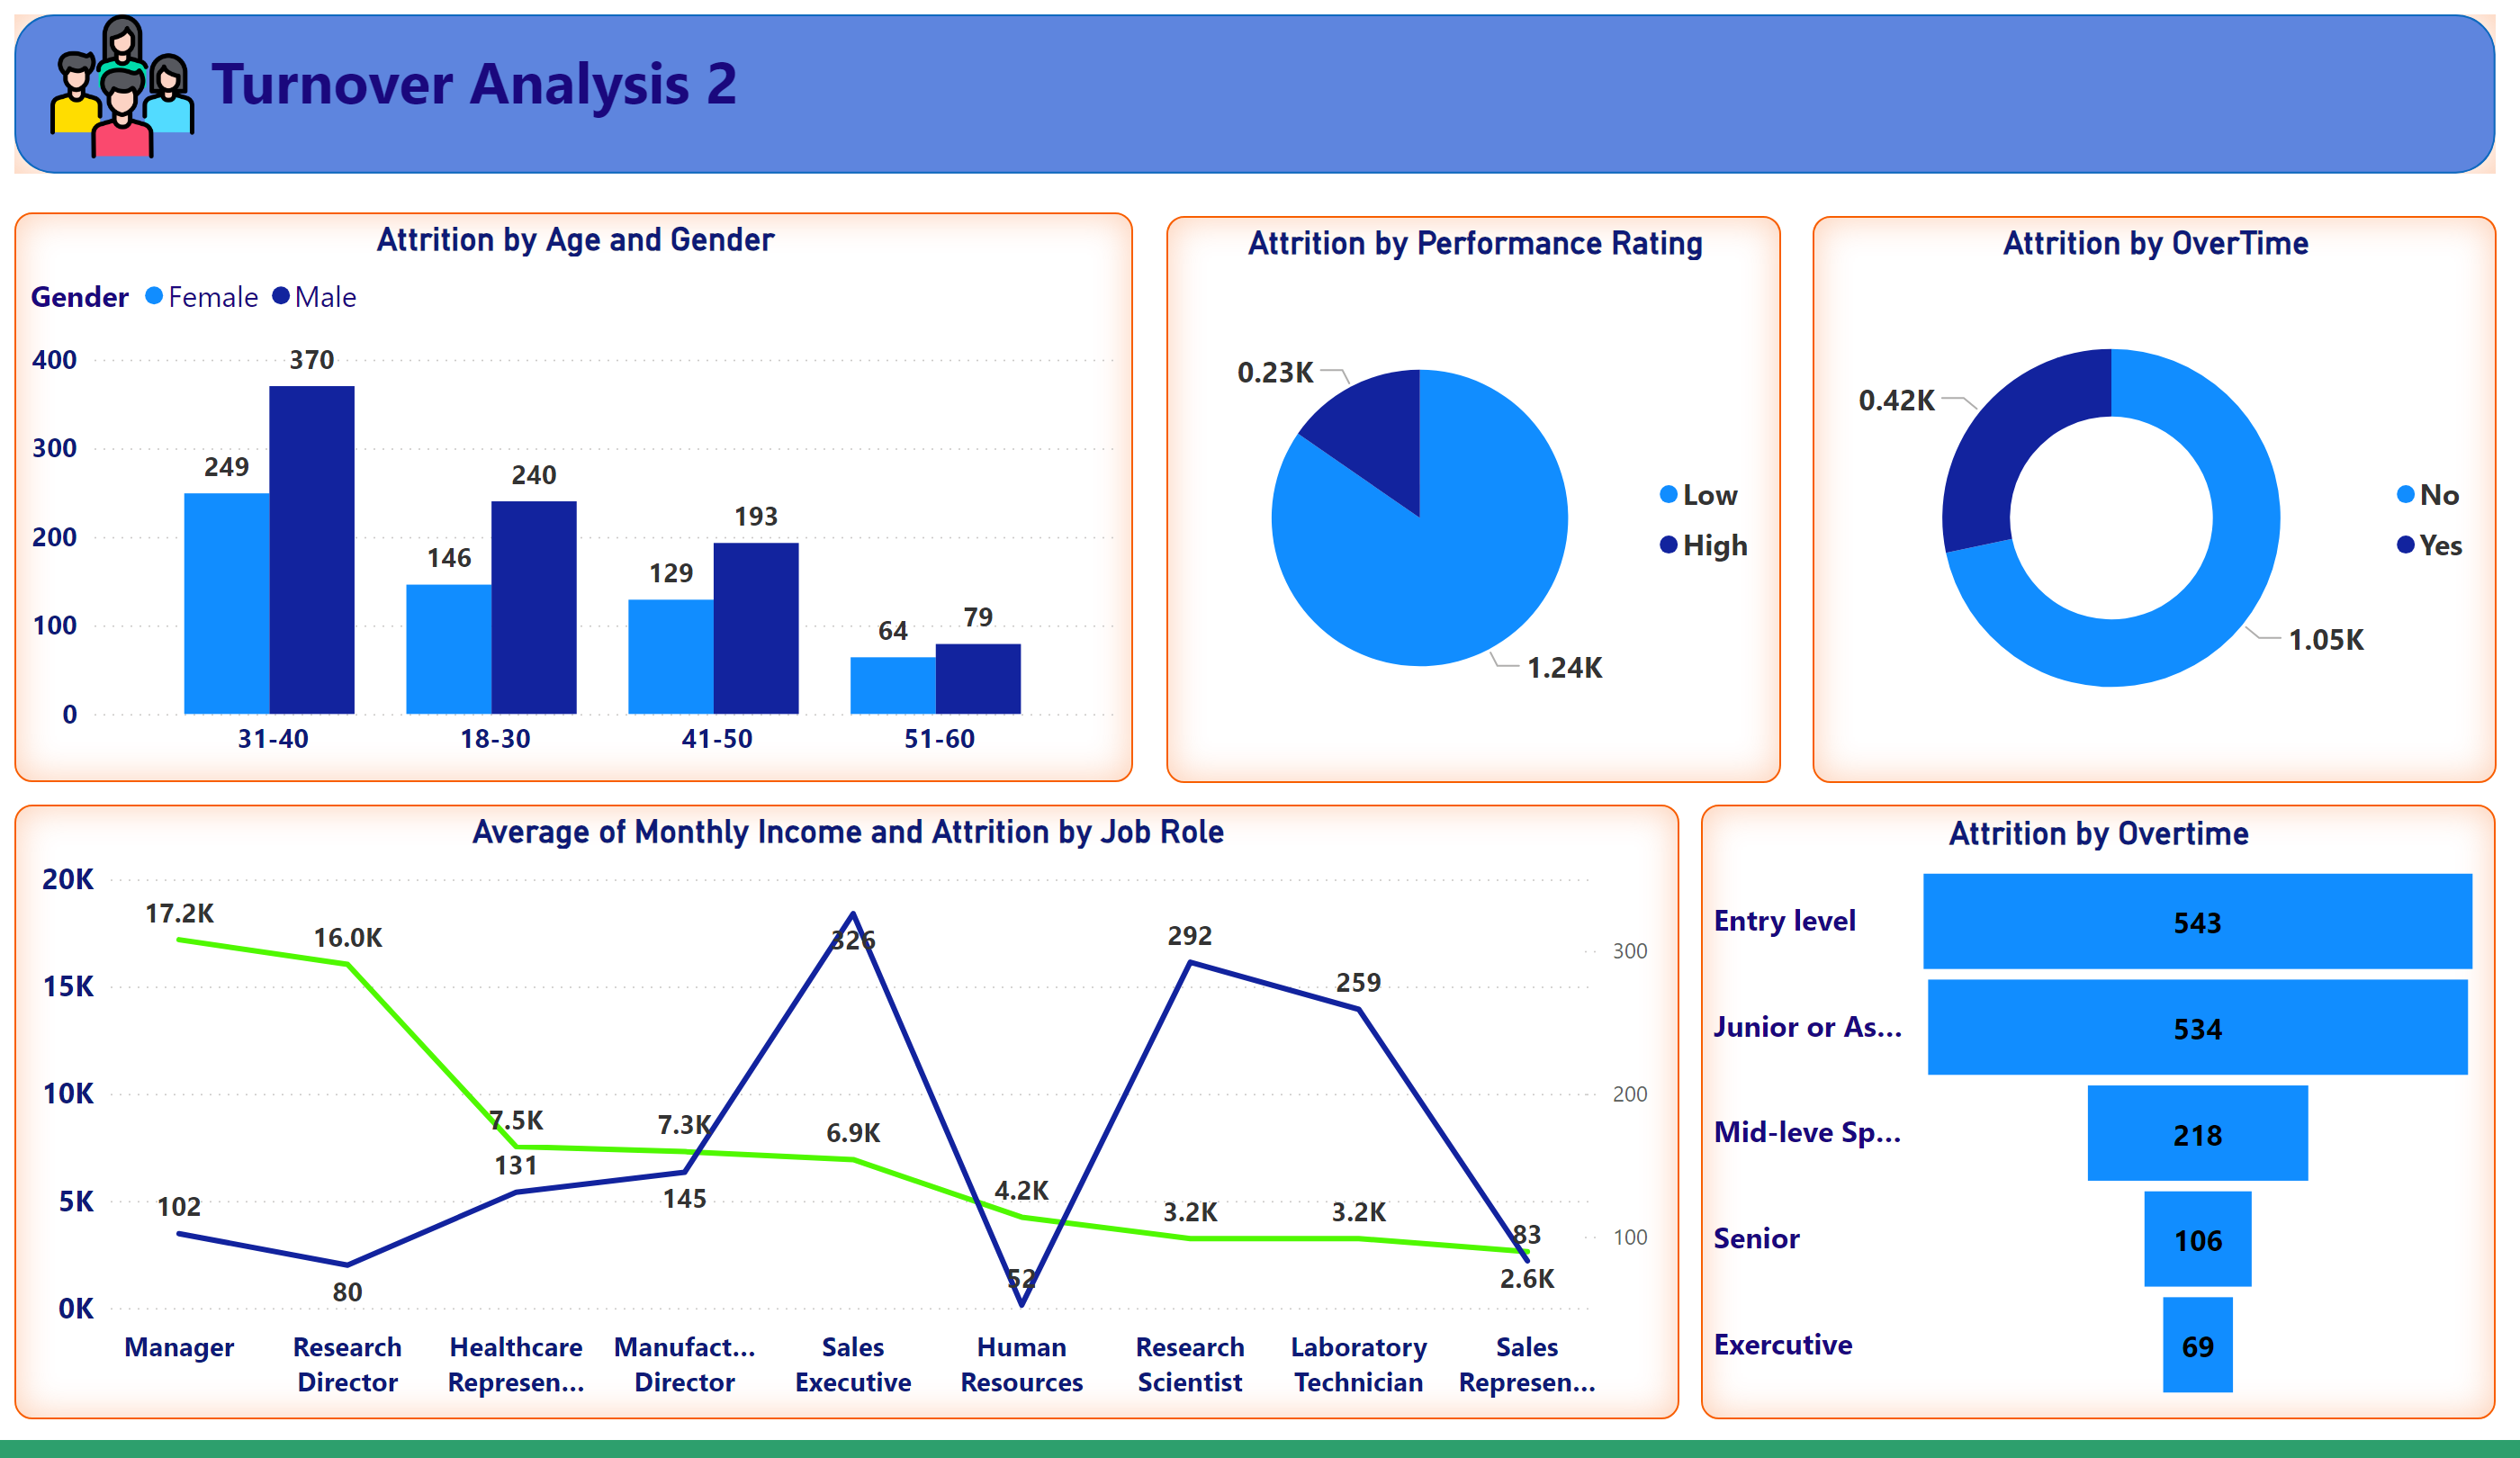 Turnover Analysis 2
Attrition by Age and Gender
Gender Female Male
400
300
200
100
0
249
370
146
240
129
193
64
79
31-40
18-30
41-50
51-60
Attrition by Performance Rating
0.23K
1.24K
Low
High
Attrition by OverTime
0.42K
1.05K
No
Yes
Average of Monthly Income and Attrition by Job Role
20K
15K
10K
5K
0K
17.2K
16.0K
7.5K
7.3K
6.9K
4.2K
3.2K
3.2K
2.6K
102
80
131
145
326
52
292
259
83
300
200
100
Manager
Research
Director
Healthcare
Represen...
Manufact...
Director
Sales
Executive
Human
Resources
Research
Scientist
Laboratory
Technician
Sales
Represen...
Attrition by Overtime
Entry level 543
Junior or As... 534
Mid-leve Sp... 218
Senior 106
Exercutive 69